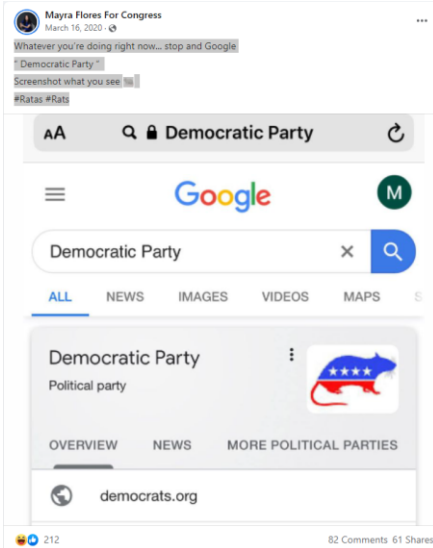 Mayra Flores For Congress
March 16, 2020 ·
Whatever you're doing right now... stop and Google
" Democratic Party "
Screenshot what you see
#Ratas #Rats
AA Democratic Party
Google
M
Democratic Party
ALL NEWS IMAGES VIDEOS MAPS S
Democratic Party
Political party
OVERVIEW NEWS MORE POLITICAL PARTIES
democrats.org
212 82 Comments 61 Shares